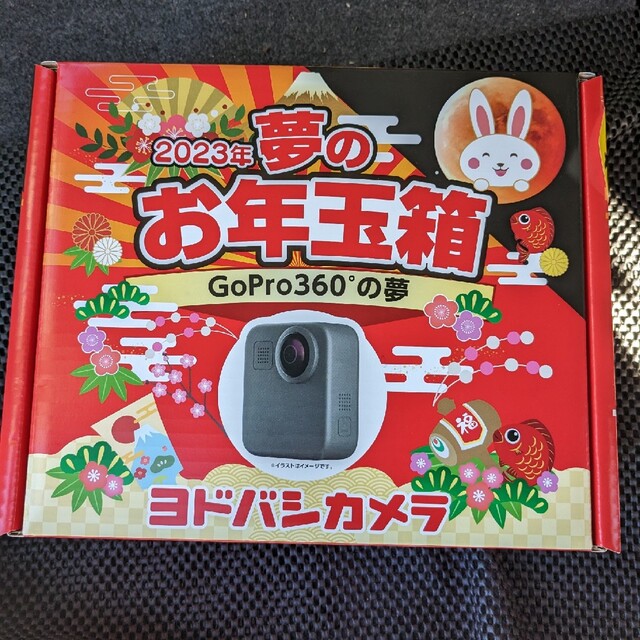 2023年 夢の
お年玉箱
GoPro360°の夢
※イラストはイメージです。
福
ヨドバシカメラ